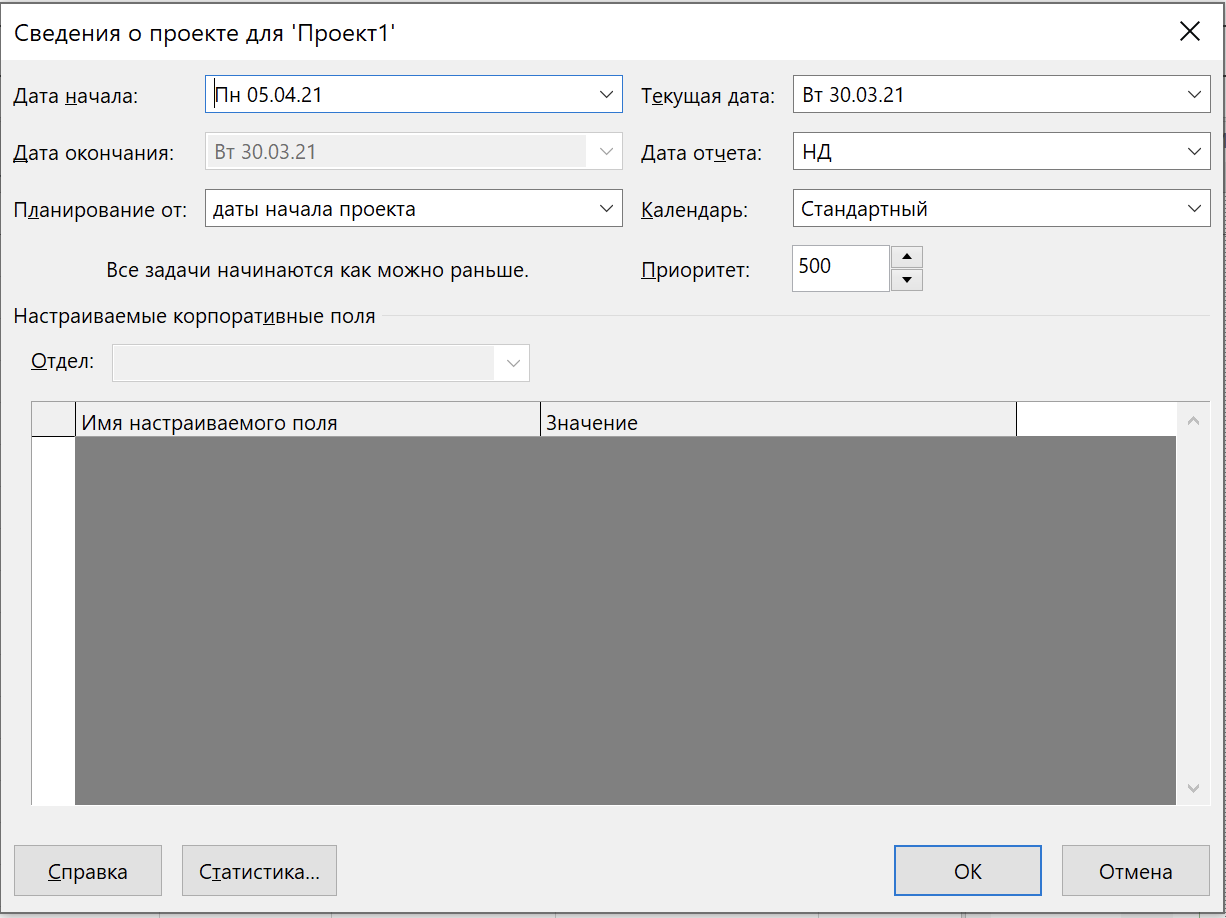 Сведения о проекте для 'Проект1'
Дата начала: Пн 05.04.21 Текущая дата: Вт 30.03.21
Дата окончания: Вт 30.03.21 Дата отчета: НД
Планирование от: даты начала проекта Календарь: Стандартный
Все задачи начинаются как можно раньше. Приоритет: 500
Настраиваемые корпоративные поля
Отдел:
Имя настраиваемого поля Значение
Справка Статистика... ОК Отмена